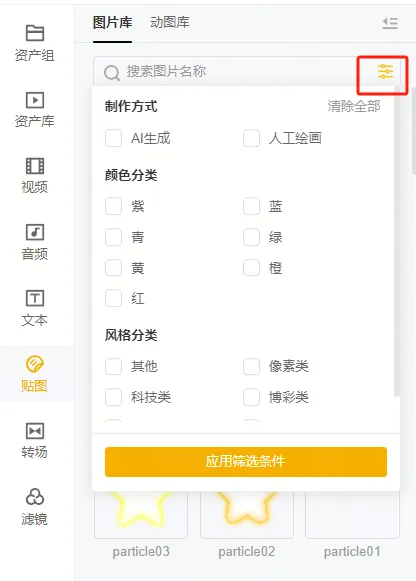 资产组
资产库
视频
音频
文本
贴图
转场
滤镜
图片库 动图库
搜索图片名称
制作方式 清除全部
AI生成 人工绘画
颜色分类
紫 蓝
青 绿
黄 橙
红
风格分类
其他 像素类
科技类 博彩类
应用筛选条件
particle03 particle02 particle01